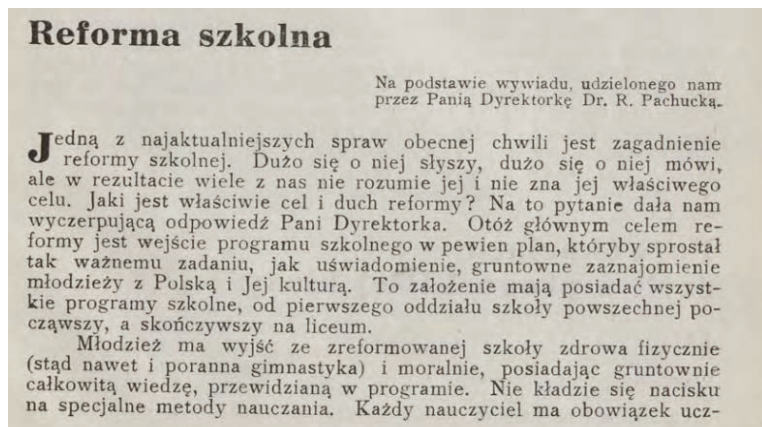 Reforma szkolna
Na podstawie wywiadu, udzielonego nam
przez Panią Dyrektorkę Dr. R. Pachucką.
Jedną z najaktualniejszych spraw obecnej chwili jest zagadnienie
reformy szkolnej. Dużo się o niej słyszy, dużo się o niej mówi,
ale w rezultacie wiele z nas nie rozumie jej i nie zna jej właściwego
celu. Jaki jest właściwie cel i duch reformy? Na to pytanie dała nam
wyczerpującą odpowiedź Pani Dyrektorka. Otóż głównym celem re-
formy jest wejście programu szkolnego w pewien plan, któryby sprostał
tak ważnemu zadaniu, jak uświadomienie, gruntowne zaznajomienie
młodzieży z Polską i Jej kulturą. To założenie mają posiadać wszyst-
kie programy szkolne, od pierwszego oddziału szkoły powszechnej po-
cząwszy, a skończywszy na liceum.
Młodzież ma wyjść ze zreformowanej szkoły zdrowa fizycznie
(stąd nawet i poranna gimnastyka) i moralnie, posiadając gruntownie
całkowitą wiedzę, przewidzianą w programie. Nie kładzie się nacisku
na specjalne metody nauczania. Każdy nauczyciel ma obowiązek ucz-